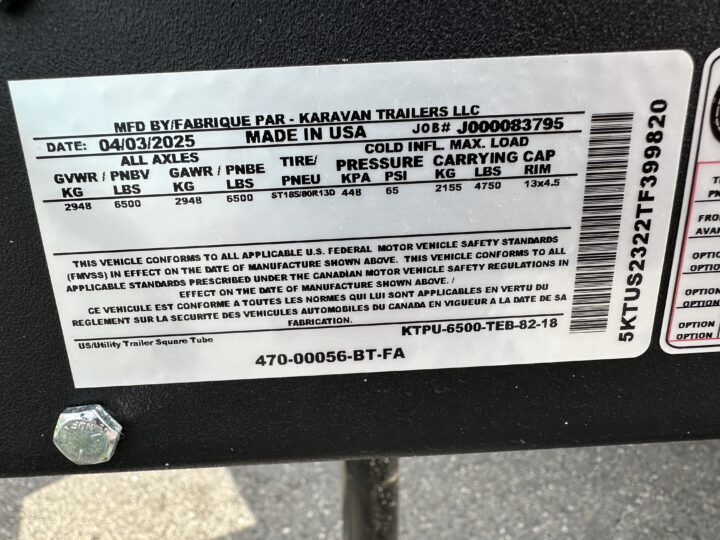 MFD BY/FABRIQUE PAR - KARAVAN TRAILERS LLC
DATE: 04/03/2025 MADE IN USA JOB# J000083795
ALL AXLES COLD INFL. MAX. LOAD
GVWR / PNBV GAWR / PNBE TIRE/ PRESSURE CARRYING CAP
KG LBS KG LBS PNEU KPA PSI KG LBS RIM
2948 6500 2948 6500 ST185/80R13D 448 65 2155 4750 13x4.5
THIS VEHICLE CONFORMS TO ALL APPLICABLE U.S. FEDERAL MOTOR VEHICLE SAFETY STANDARDS
(FMVSS) IN EFFECT ON THE DATE OF MANUFACTURE SHOWN ABOVE. THIS VEHICLE CONFORMS TO ALL
APPLICABLE STANDARDS PRESCRIBED UNDER THE CANADIAN MOTOR VEHICLE SAFETY REGULATIONS IN
EFFECT ON THE DATE OF MANUFACTURE SHOWN ABOVE.
CE VEHICULE EST CONFORME A TOUTES LES NORMES QUI LUI SONT APPLICABLES EN VERTU DU
REGLEMENT SUR LA SECURITE DES VEHICULES AUTOMOBILES DU CANADA EN VIGUEUR A LA DATE DE SA
FABRICATION.
US/Utility Trailer Square Tube KTPU-6500-TEB-82-18
470-00056-BT-FA
5KTUS2322TF399820
FRO
AVA
OPTIO
OPTION
OPTION
OPTION